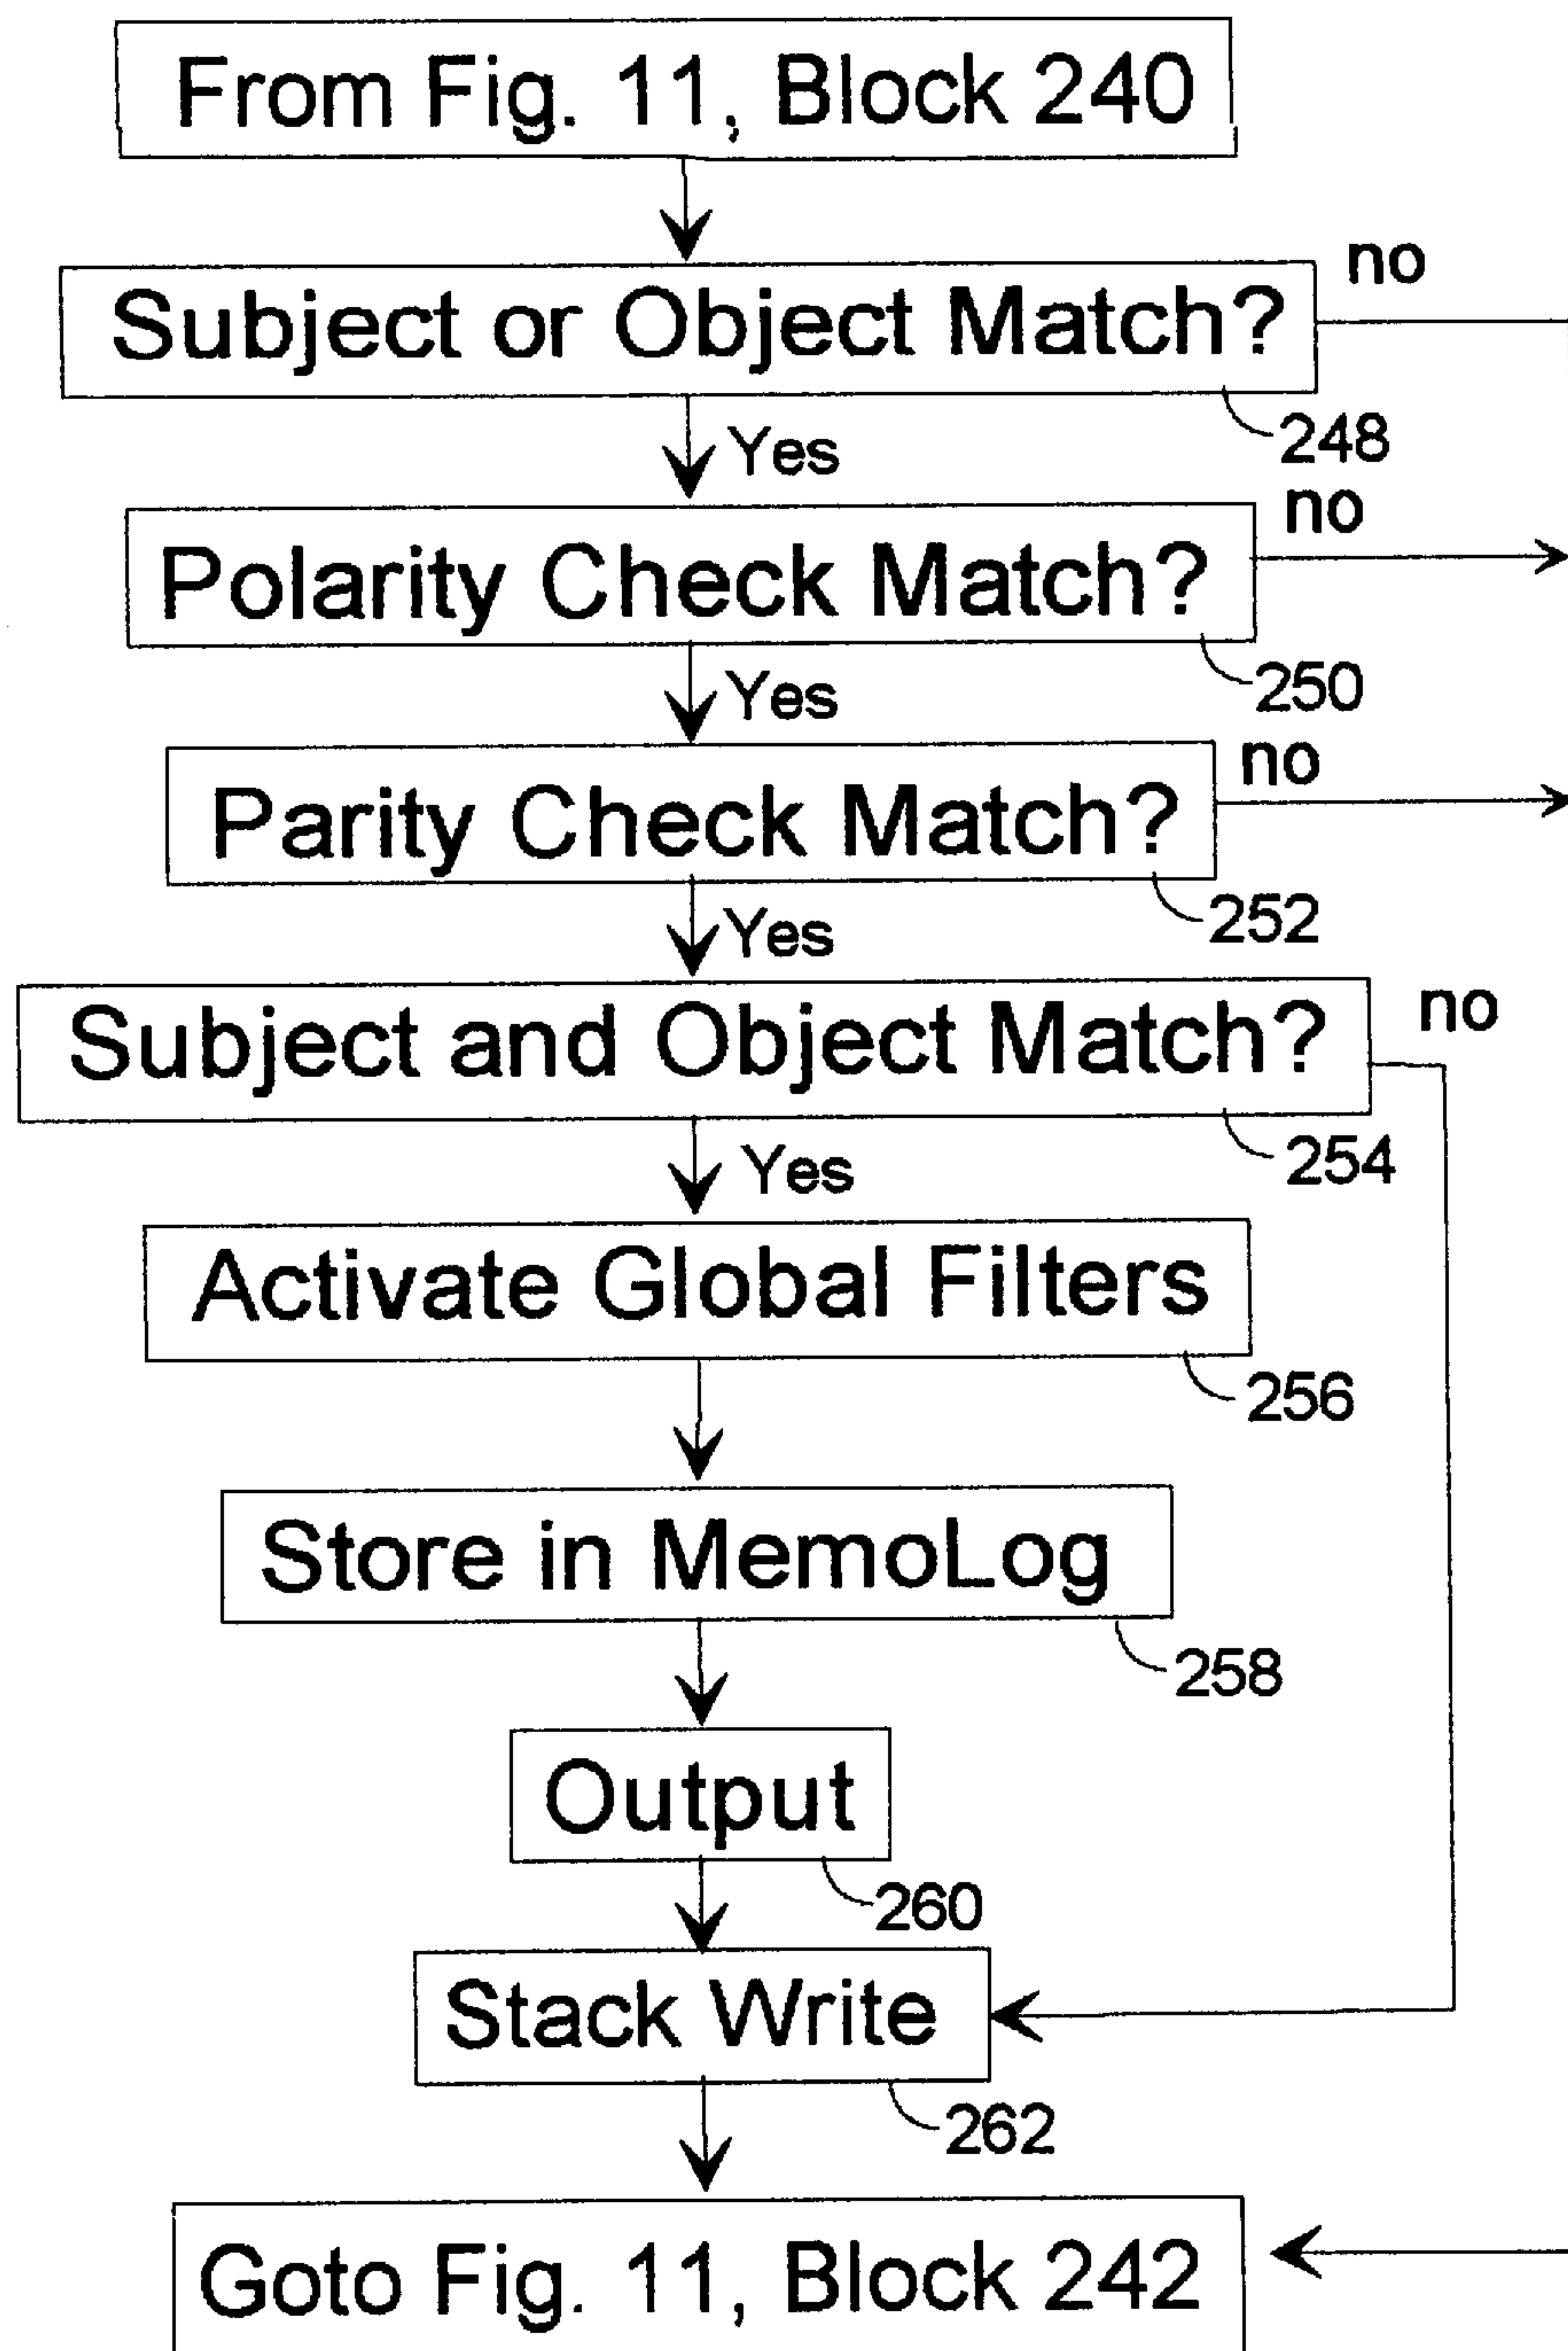 From Fig. 11, Block 240
no
Subject or Object Match?
248
Yes
no
Polarity Check Match?
250
Yes
no
Parity Check Match?
252
Yes
no
Subject and Object Match?
254
Yes
Activate Global Filters
256
Store in MemoLog
258
Output
260
Stack Write
262
Goto Fig. 11, Block 242